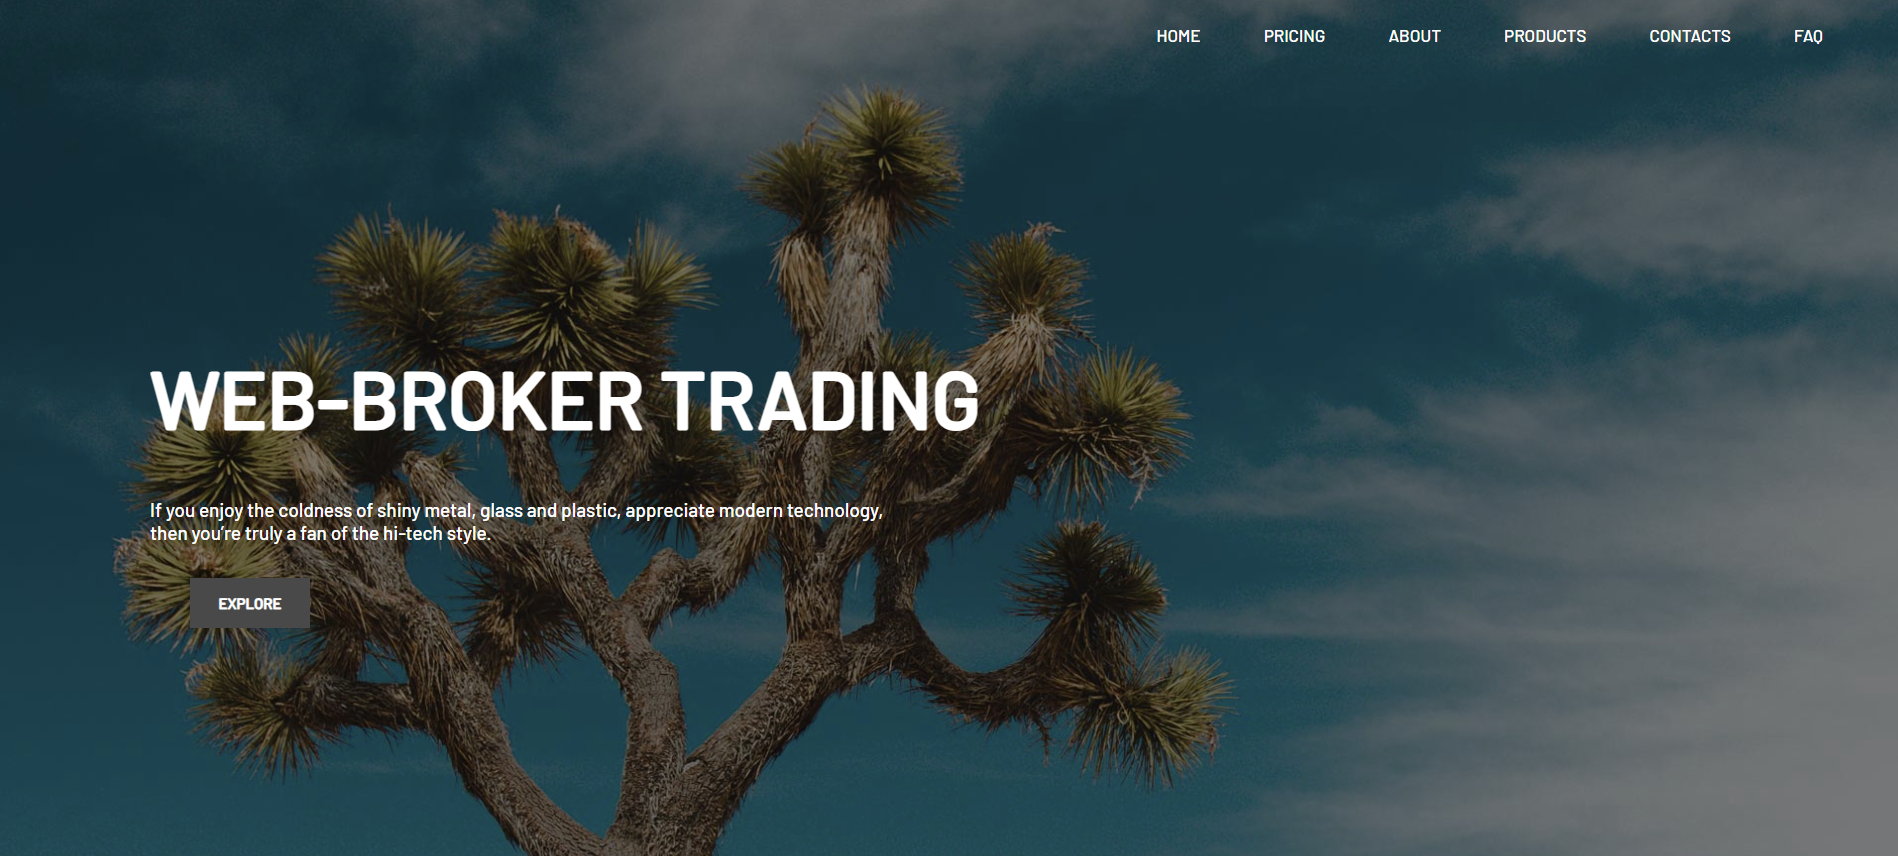 HOME PRICING ABOUT PRODUCTS CONTACTS FAQ
WEB-BROKER TRADING
If you enjoy the coldness of shiny metal, glass and plastic, appreciate modern technology,
then you're truly a fan of the hi-tech style.
EXPLORE